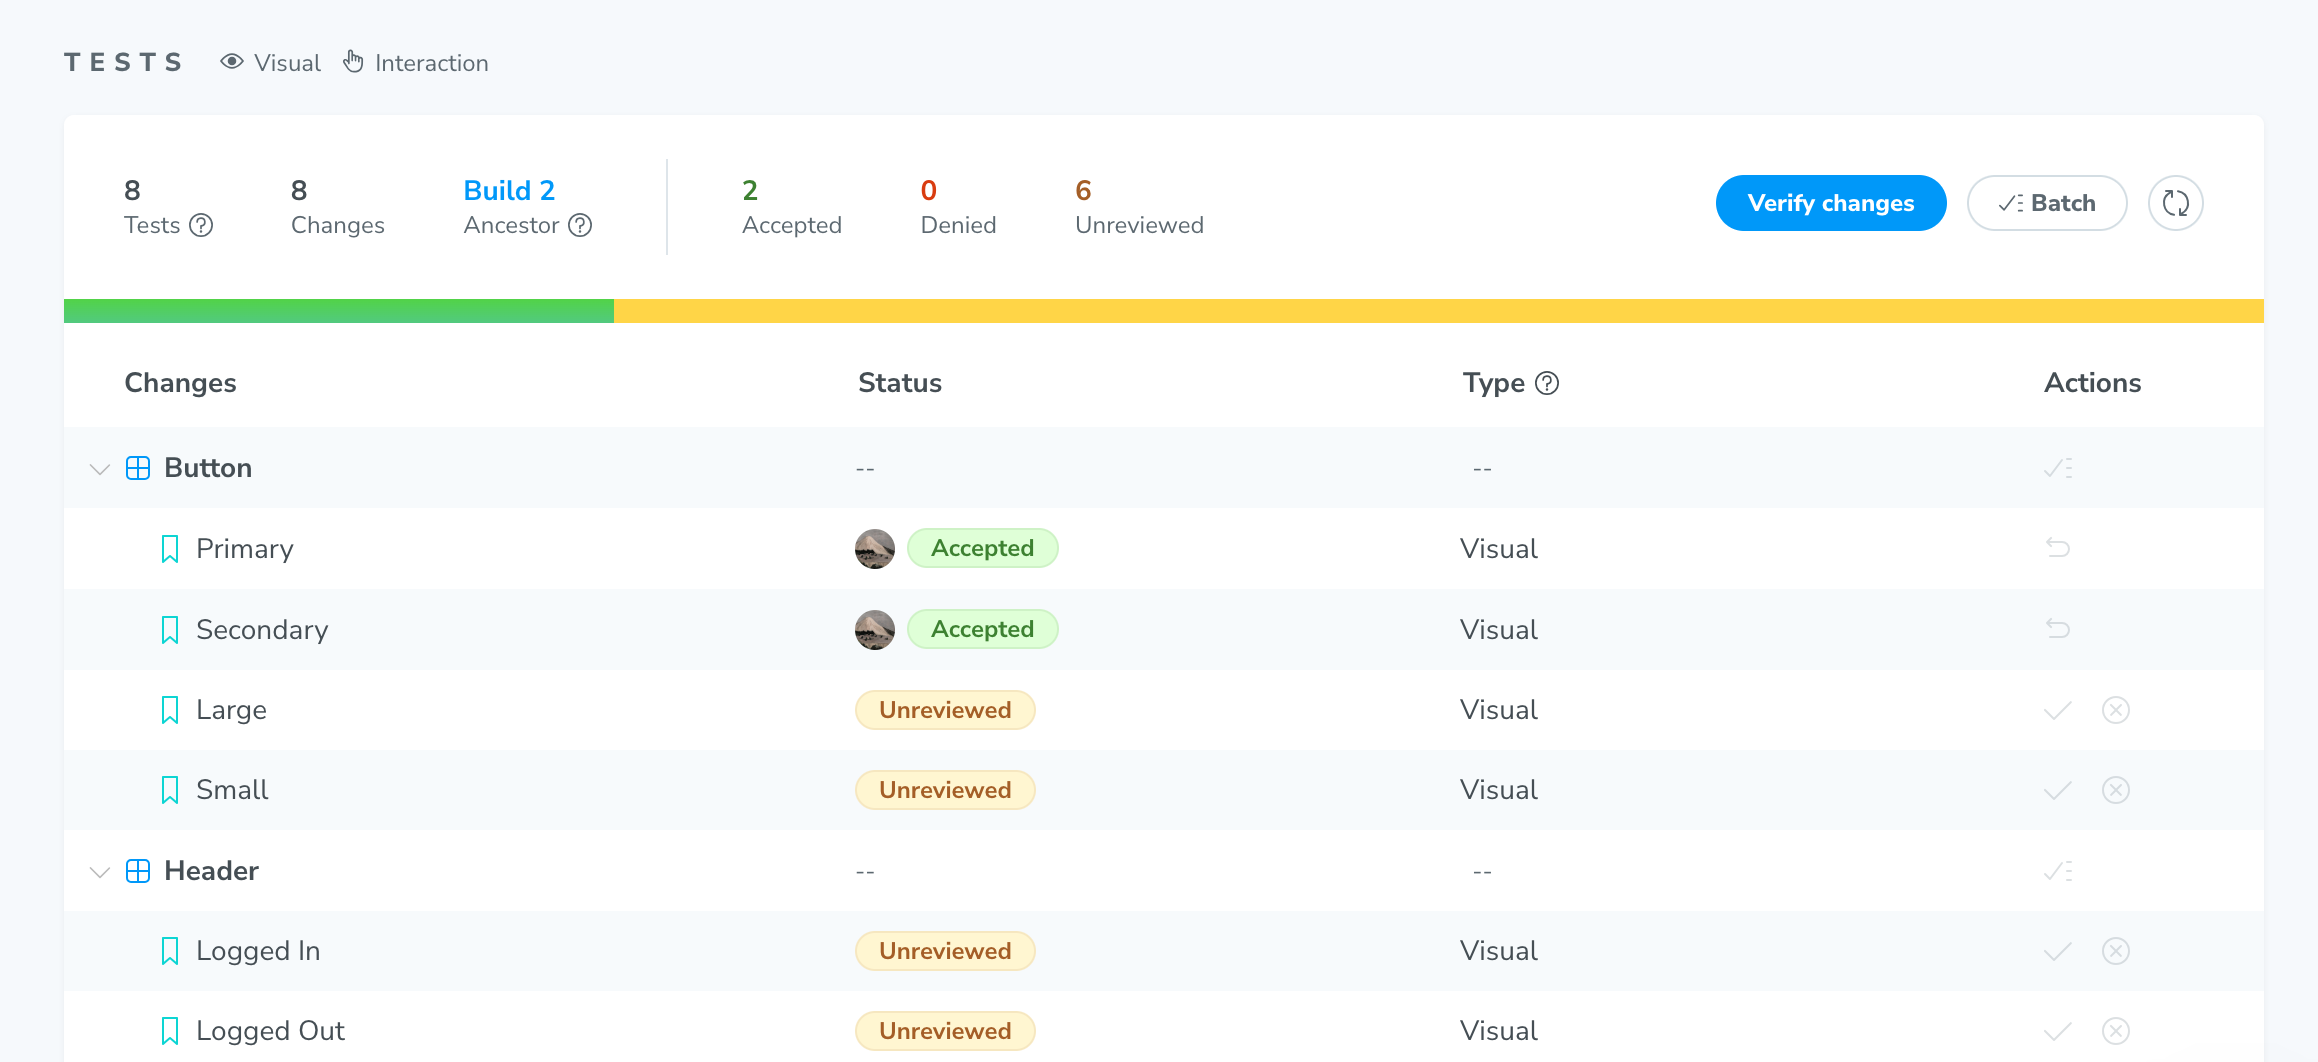 TESTS Visual Interaction
8 8 Build 2 2 0 6
Tests Changes Ancestor Accepted Denied Unreviewed
Verify changes Batch
Changes Status Type Actions
Button -- --
Primary Accepted Visual
Secondary Accepted Visual
Large Unreviewed Visual
Small Unreviewed Visual
Header -- --
Logged In Unreviewed Visual
Logged Out Unreviewed Visual